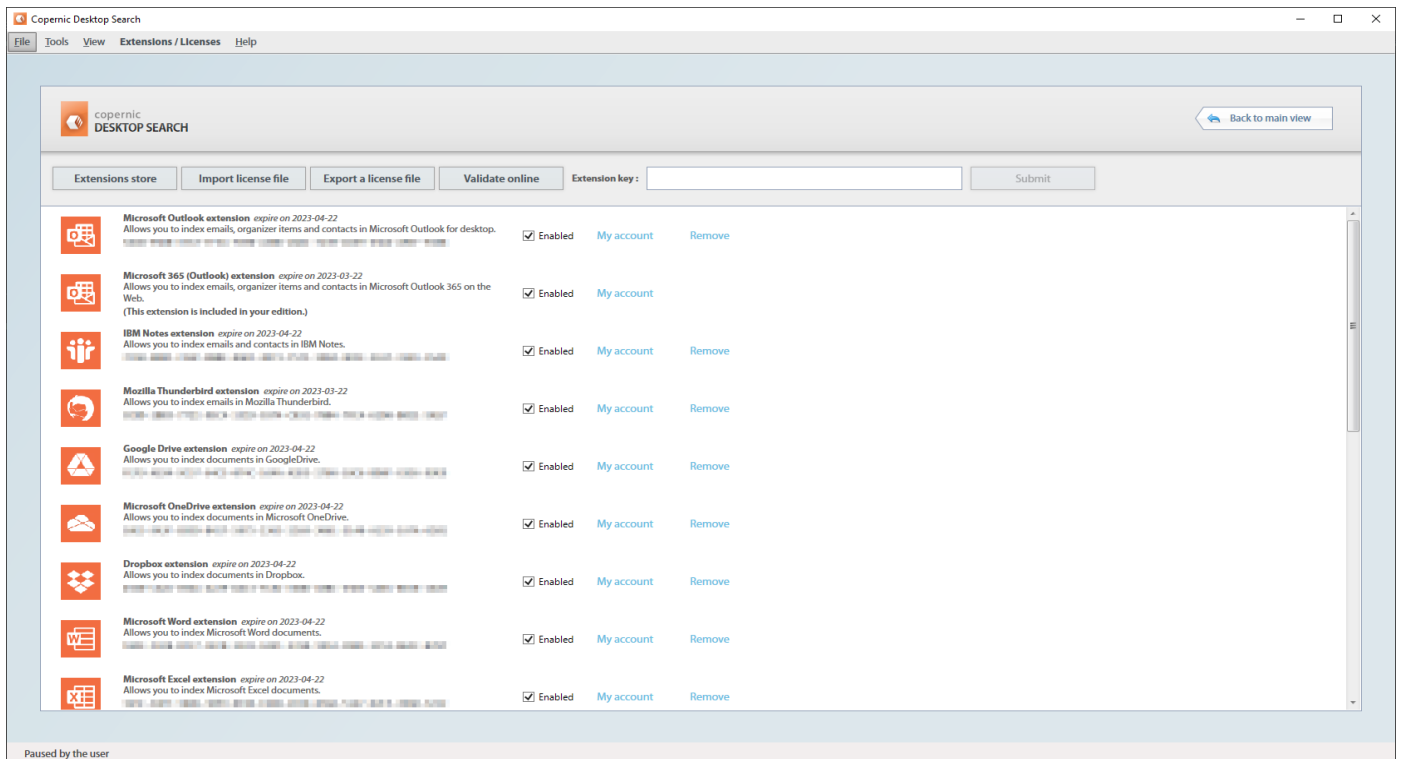 Copernic Desktop Search
File Tools View Extensions / Licenses Help
copernic
DESKTOP SEARCH
Back to main view
Extensions store Import license file Export a license file Validate online Extension key : Submit
Microsoft Outlook extension expire on 2023-04-22
Allows you to index emails, organizer items and contacts in Microsoft Outlook for desktop.
Enabled My account Remove
Microsoft 365 (Outlook) extension expire on 2023-03-22
Allows you to index emails, organizer items and contacts in Microsoft Outlook 365 on the
Web.
(This extension is included in your edition.)
Enabled My account
IBM Notes extension expire on 2023-04-22
Allows you to index emails and contacts in IBM Notes.
Enabled My account Remove
Mozilla Thunderbird extension expire on 2023-03-22
Allows you to index emails in Mozilla Thunderbird.
Enabled My account Remove
Google Drive extension expire on 2023-04-22
Allows you to index documents in GoogleDrive.
Enabled My account Remove
Microsoft OneDrive extension expire on 2023-04-22
Allows you to index documents in Microsoft OneDrive.
Enabled My account Remove
Dropbox extension expire on 2023-04-22
Allows you to index documents in Dropbox.
Enabled My account Remove
Microsoft Word extension expire on 2023-04-22
Allows you to index Microsoft Word documents.
Enabled My account Remove
Microsoft Excel extension expire on 2023-04-22
Allows you to index Microsoft Excel documents.
Enabled My account Remove
Paused by the user